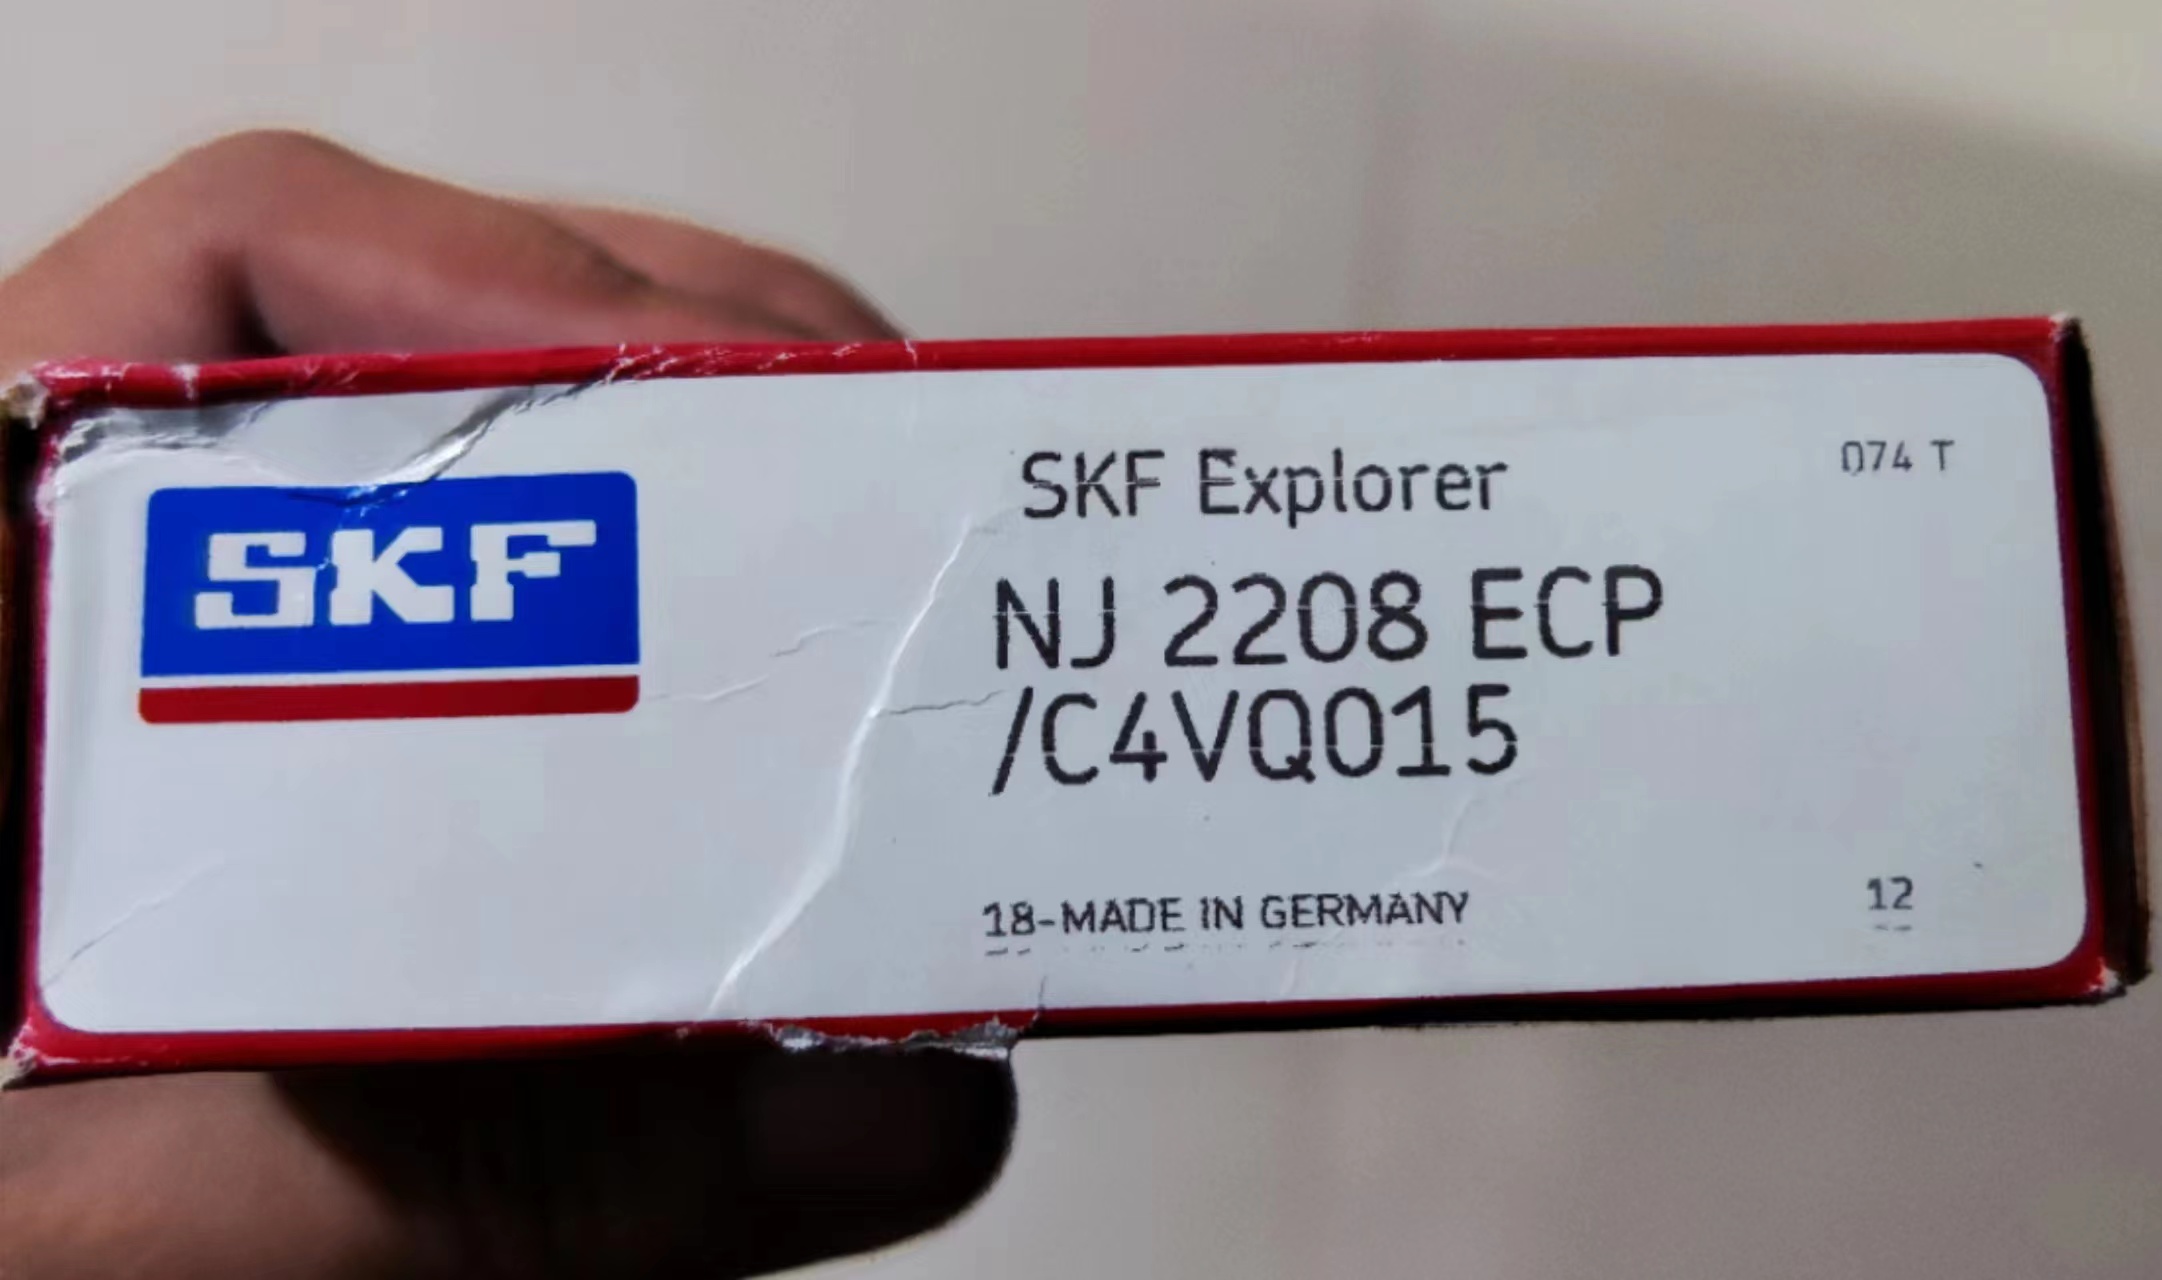 SKF
SKF Explorer
074 T
NJ 2208 ECP
/C4VQ015
18-MADE IN GERMANY
12